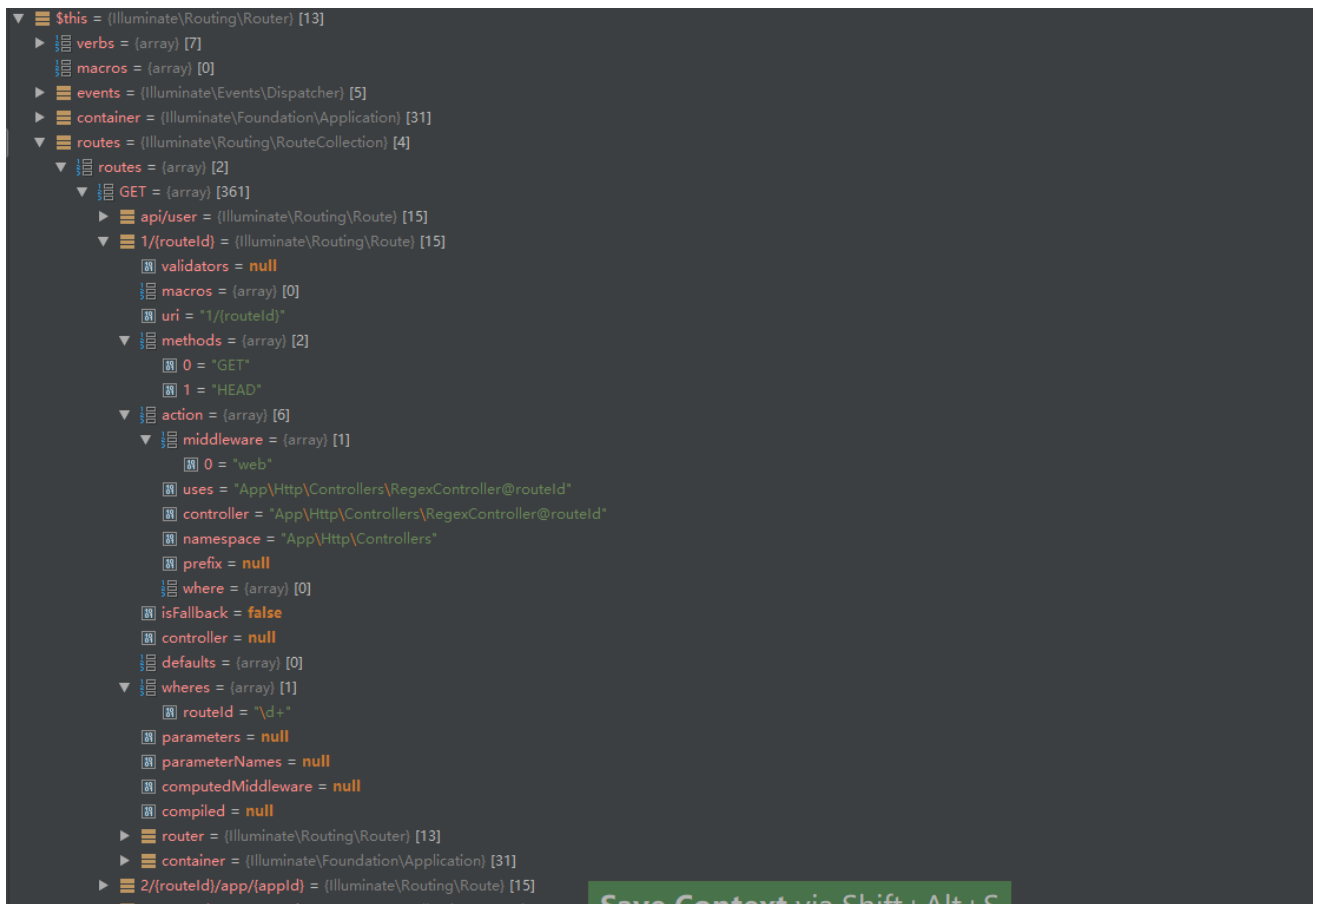 $this = {Illuminate\Routing\Router} [13]
verbs = {array} [7]
macros = {array} [0]
events = {Illuminate\Events\Dispatcher} [5]
container = {Illuminate\Foundation\Application} [31]
routes = {Illuminate\Routing\RouteCollection} [4]
routes = {array} [2]
GET = {array} [361]
api/user = {Illuminate\Routing\Route} [15]
1/{routeId} = {Illuminate\Routing\Route} [15]
validators = null
macros = {array} [0]
uri = "1/{routeId}"
methods = {array} [2]
0 = "GET"
1 = "HEAD"
action = {array} [6]
middleware = {array} [1]
0 = "web"
uses = "App\Http\Controllers\RegexController@routeId"
controller = "App\Http\Controllers\RegexController@routeId"
namespace = "App\Http\Controllers"
prefix = null
where = {array} [0]
isFallback = false
controller = null
defaults = {array} [0]
wheres = {array} [1]
routeId = "\d+"
parameters = null
parameterNames = null
computedMiddleware = null
compiled = null
router = {Illuminate\Routing\Router} [13]
container = {Illuminate\Foundation\Application} [31]
2/{routeId}/app/{appId} = {Illuminate\Routing\Route} [15]
Save Context via Shift+Alt+S